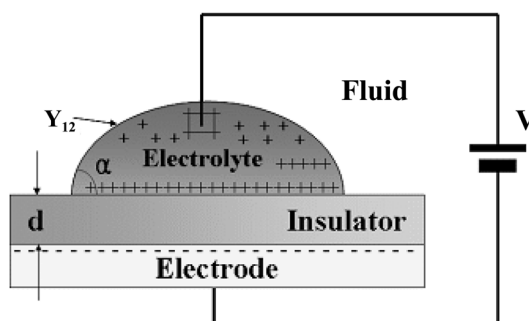 Fluid
V
Y12
Electrolyte
α
d
Insulator
Electrode